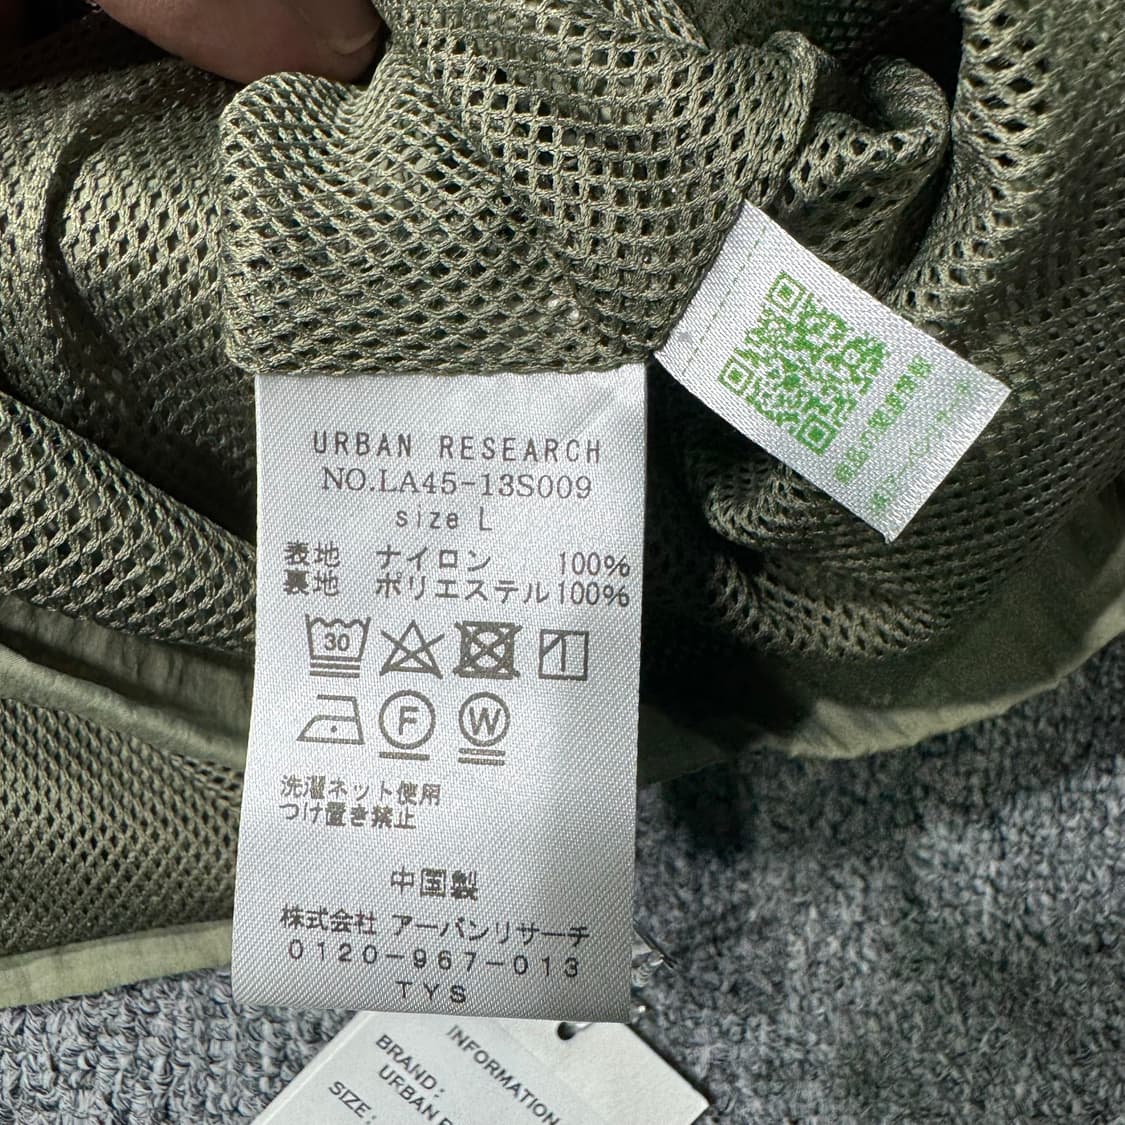 URBAN RESEARCH
NO.LA45-13S009
size L
表地 ナイロン 100%
裏地 ポリエステル 100%
30
F W
洗濯ネット使用
つけ置き禁止
中国製
株式会社 アーバンリサーチ
0120-967-013
TYS
INFORMATION
BRAND:
URBAN
SIZE: